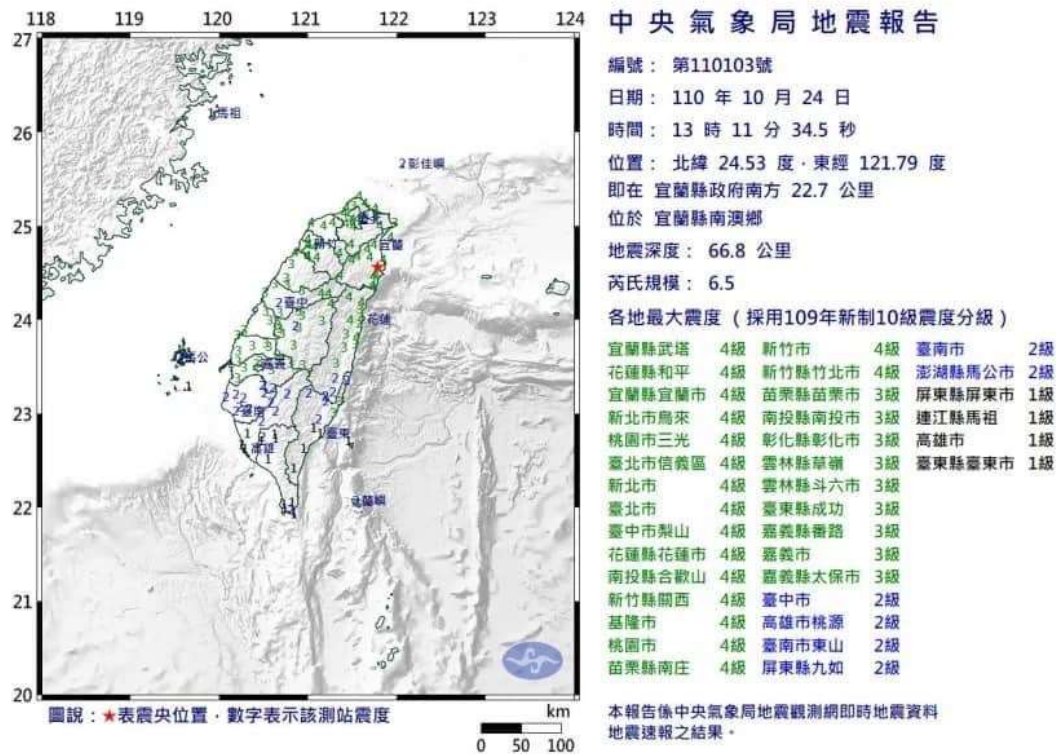 118 119 120 121 122 123 124
27
26
25
24
23
22
21
20
馬祖
2彭佳嶼
臺北
新竹
宜蘭
臺中
花蓮
臺南
臺東
高雄
蘭嶼
圖說：★表震央位置．數字表示該測站震度
km
0 50 100
中央氣象局地震報告
編號： 第110103號
日期： 110 年 10 月 24 日
時間： 13 時 11 分 34.5 秒
位置： 北緯 24.53 度．東經 121.79 度
即在 宜蘭縣政府南方 22.7 公里
位於 宜蘭縣南澳鄉
地震深度： 66.8 公里
芮氏規模： 6.5
各地最大震度（採用109年新制10級震度分級）
宜蘭縣武塔 4級 新竹市 4級 臺南市 2級
花蓮縣和平 4級 新竹縣竹北市 4級 澎湖縣馬公市 2級
宜蘭縣宜蘭市 4級 苗栗縣苗栗市 3級 屏東縣屏東市 1級
新北市烏來 4級 南投縣南投市 3級 連江縣馬祖 1級
桃園市三光 4級 彰化縣彰化市 3級 高雄市 1級
臺北市信義區 4級 雲林縣草嶺 3級 臺東縣臺東市 1級
新北市 4級 雲林縣斗六市 3級
臺北市 4級 臺東縣成功 3級
臺中市梨山 4級 嘉義縣番路 3級
花蓮縣花蓮市 4級 嘉義市 3級
南投縣合歡山 4級 嘉義縣太保市 3級
新竹縣關西 4級 臺中市 2級
基隆市 4級 高雄市桃源 2級
桃園市 4級 臺南市東山 2級
苗栗縣南庄 4級 屏東縣九如 2級
本報告係中央氣象局地震觀測網即時地震資料
地震速報之結果。